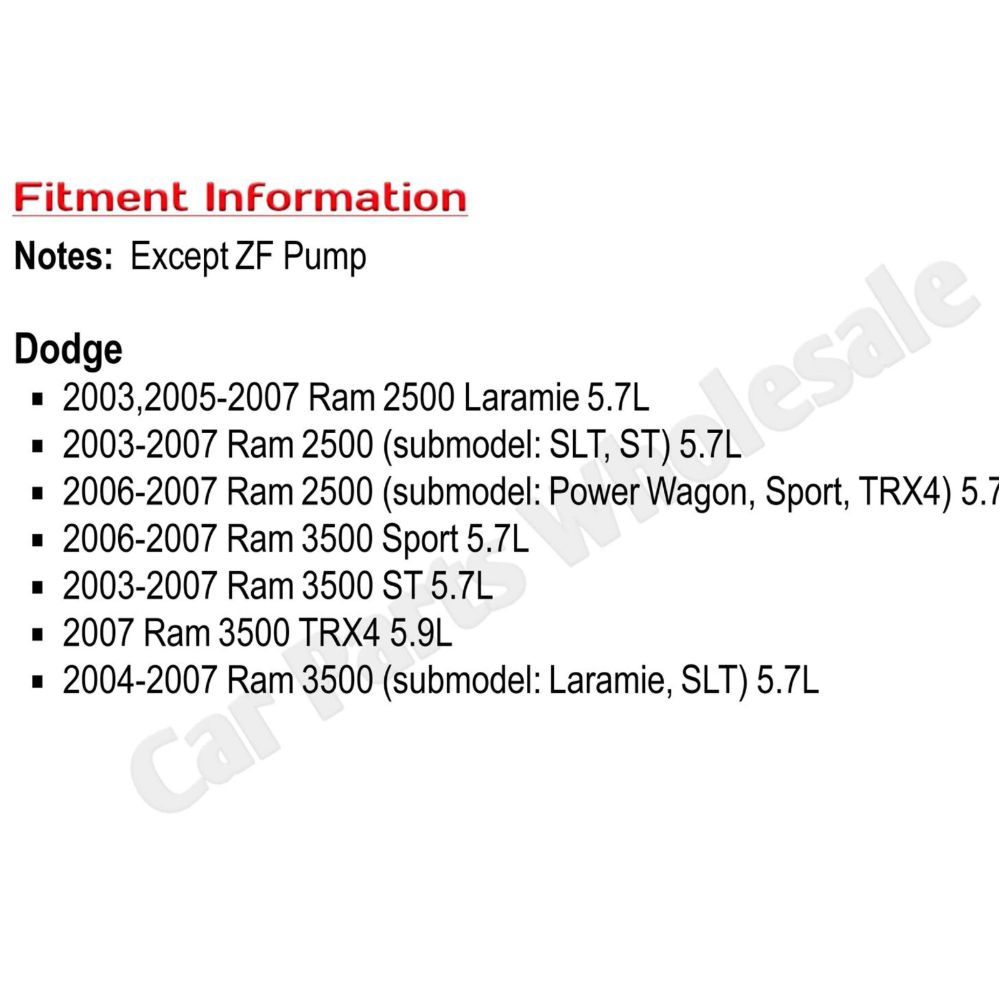 Fitment Information
Notes: Except ZF Pump
Dodge
▪ 2003,2005-2007 Ram 2500 Laramie 5.7L
▪ 2003-2007 Ram 2500 (submodel: SLT, ST) 5.7L
▪ 2006-2007 Ram 2500 (submodel: Power Wagon, Sport, TRX4) 5.7
▪ 2006-2007 Ram 3500 Sport 5.7L
▪ 2003-2007 Ram 3500 ST 5.7L
▪ 2007 Ram 3500 TRX4 5.9L
▪ 2004-2007 Ram 3500 (submodel: Laramie, SLT) 5.7L
Car Parts Wholesale